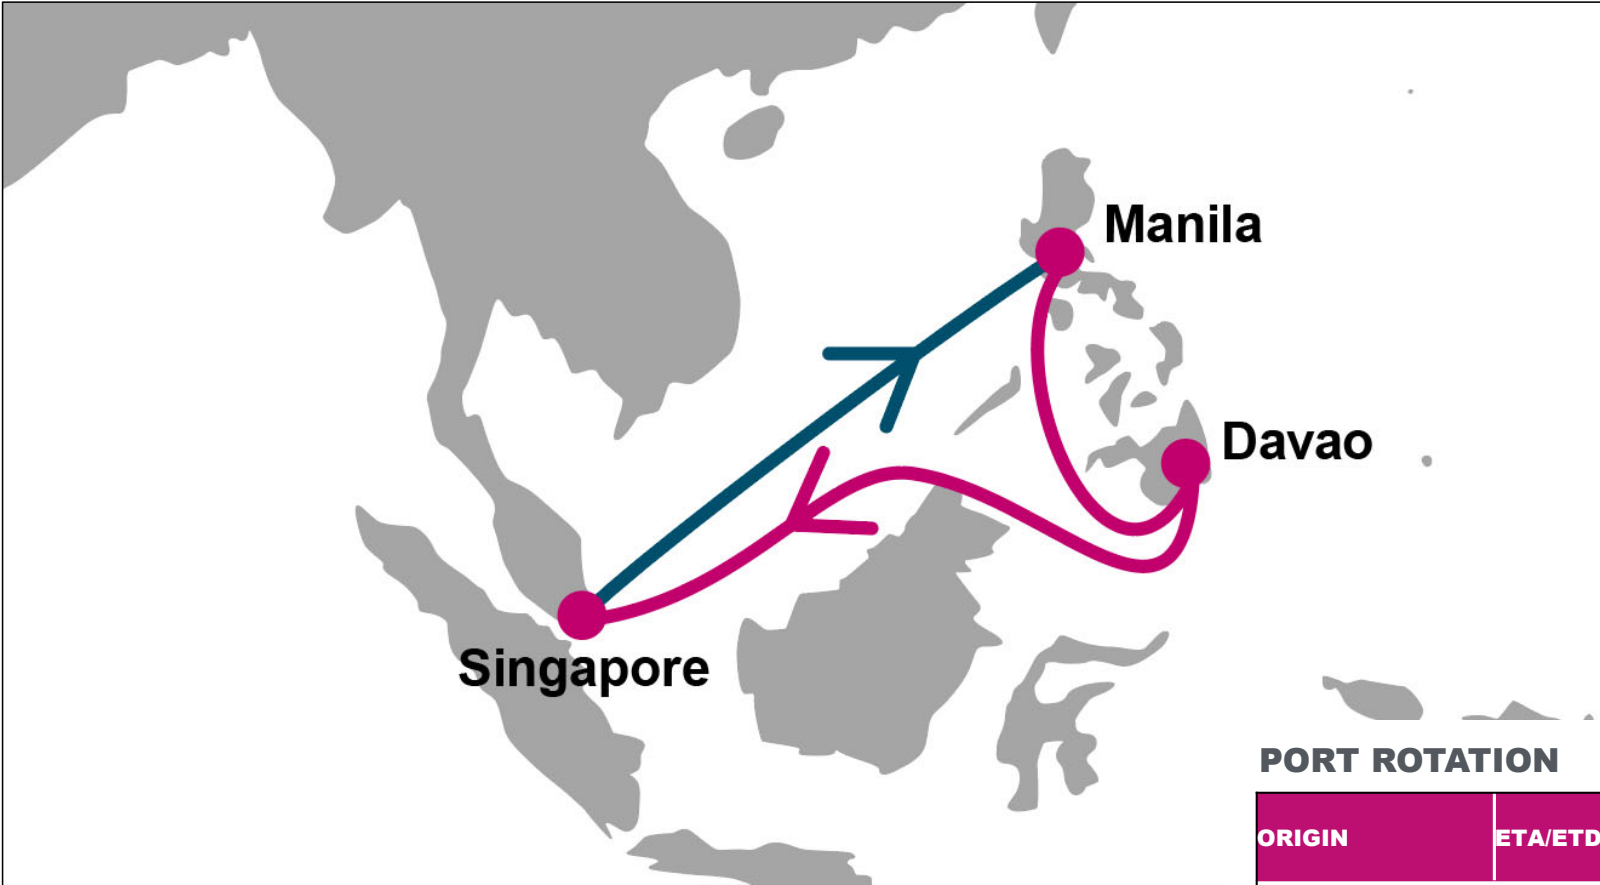 Manila
Davao
Singapore
PORT ROTATION
ORIGIN
ETA/ETD